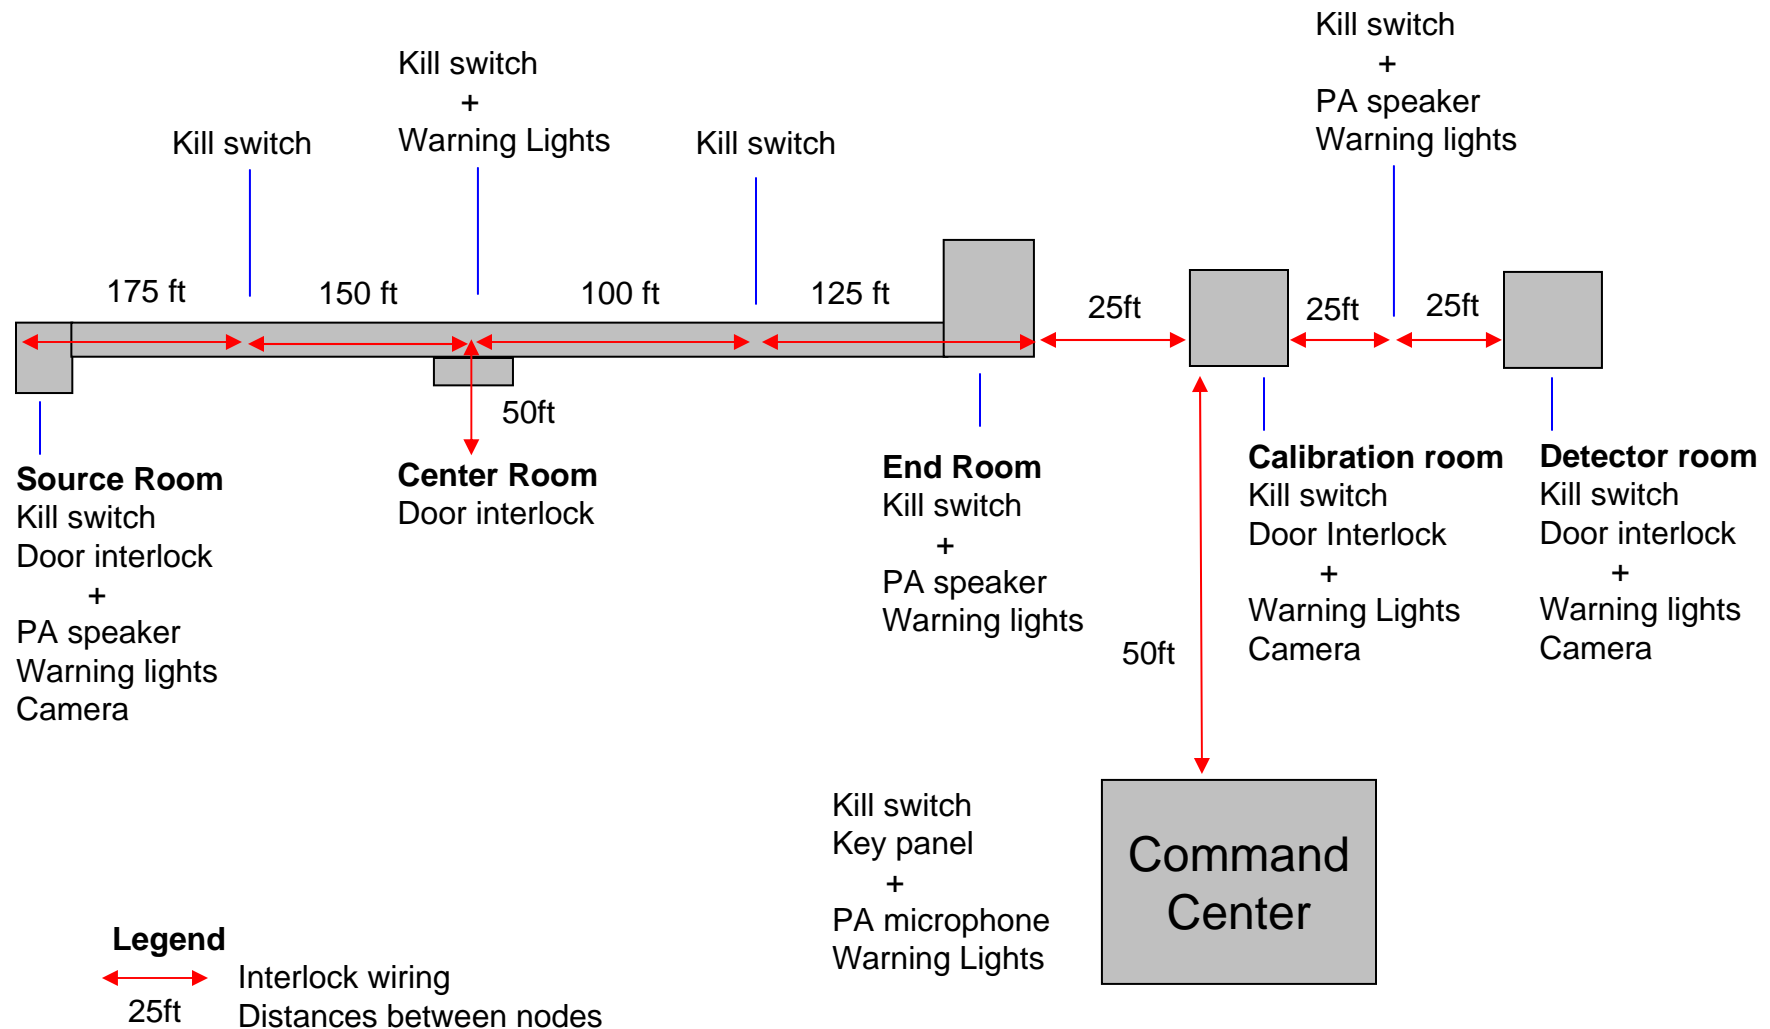 Kill switch
+
PA speaker
Warning lights
Kill switch
+
Warning Lights
Kill switch
Kill switch
175 ft
150 ft
100 ft
125 ft
25ft
25ft
25ft
50ft
Source Room
Kill switch
Door interlock
+
PA speaker
Warning lights
Camera
Center Room
Door interlock
End Room
Kill switch
+
PA speaker
Warning lights
Calibration room
Kill switch
Door Interlock
+
Warning Lights
Camera
Detector room
Kill switch
Door interlock
+
Warning lights
Camera
50ft
Kill switch
Key panel
+
PA microphone
Warning Lights
Command
Center
Legend
Interlock wiring
25ft
Distances between nodes